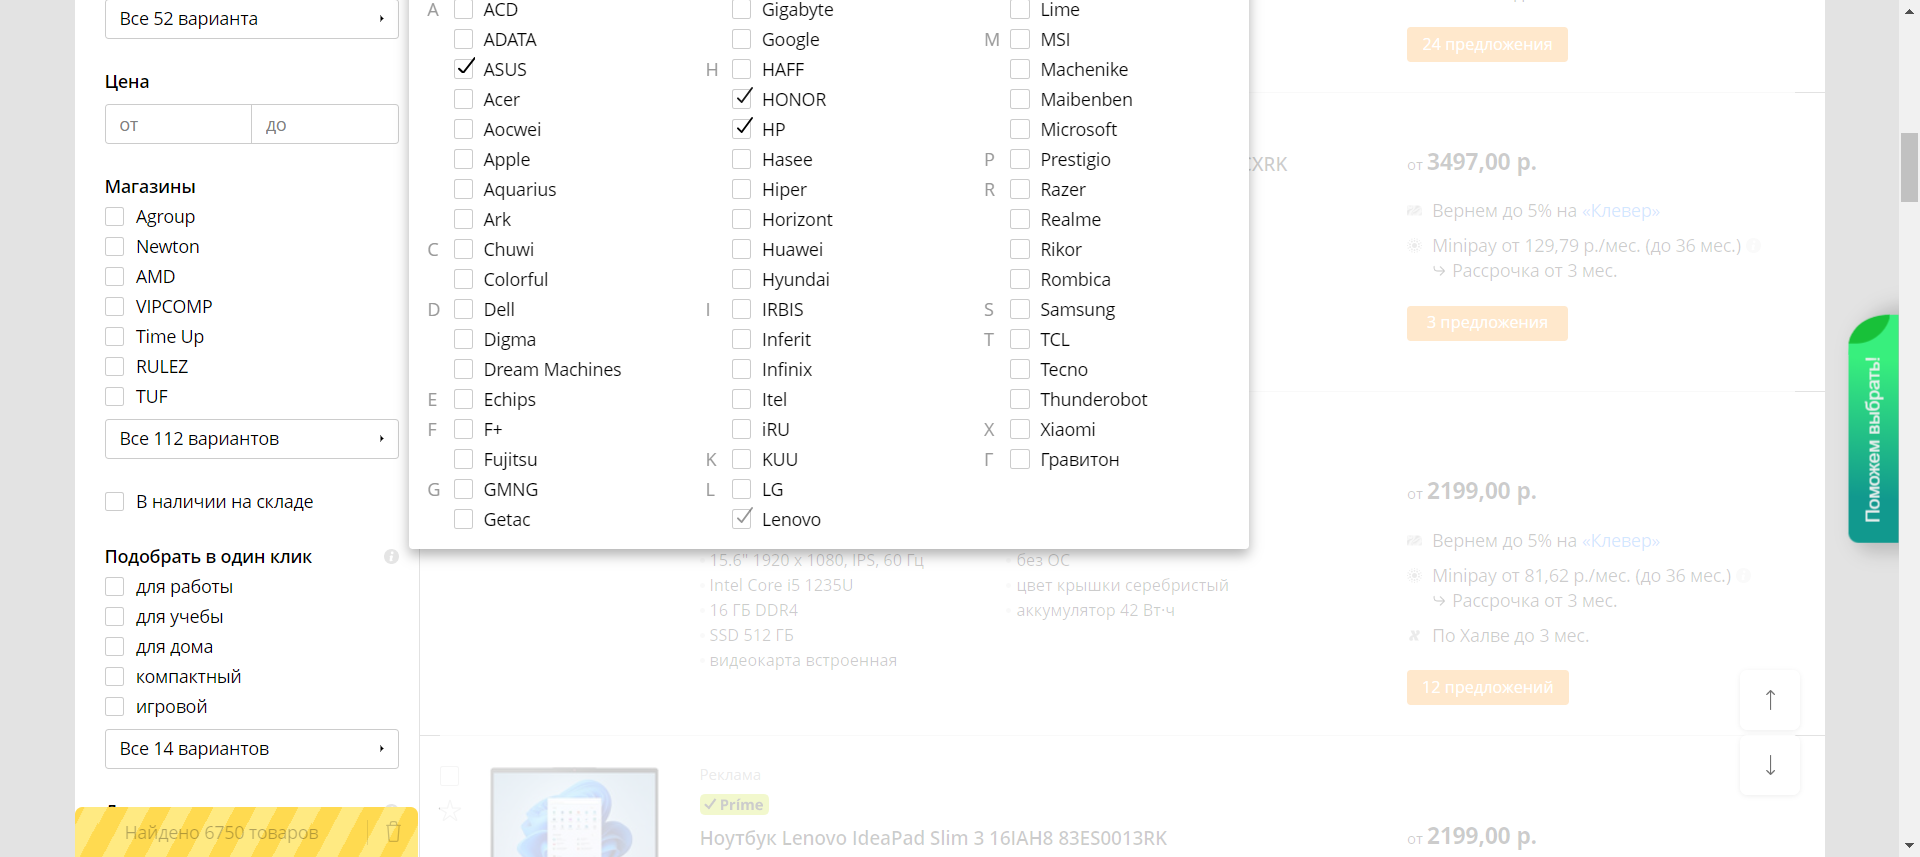 Все 52 варианта
Цена
от
до
Магазины
Agroup
Newton
AMD
VIPCOMP
Time Up
RULEZ
TUF
Все 112 вариантов
В наличии на складе
Подобрать в один клик
для работы
для учебы
для дома
компактный
игровой
Все 14 вариантов
Найдено 6750 товаров
A
ACD
ADATA
ASUS
Acer
Aocwei
Apple
Aquarius
Ark
C
Chuwi
Colorful
D
Dell
Digma
Dream Machines
E
Echips
F
F+
Fujitsu
G
GMNG
Getac
Gigabyte
Google
H
HAFF
HONOR
HP
Hasee
Hiper
Horizont
Huawei
Hyundai
I
IRBIS
Inferit
Infinix
Itel
iRU
K
KUU
L
LG
Lenovo
Lime
M
MSI
Machenike
Maibenben
Microsoft
P
Prestigio
R
Razer
Realme
Rikor
Rombica
S
Samsung
T
TCL
Tecno
Thunderobot
X
Xiaomi
Г
Гравитон
24 предложения
XRK
от 3497,00 р.
Вернем до 5% на «Клевер»
Minipay от 129,79 р./мес. (до 36 мес.)
Рассрочка от 3 мес.
3 предложения
15.6" 1920 x 1080, IPS, 60 Гц
Intel Core i5 1235U
16 ГБ DDR4
SSD 512 ГБ
видеокарта встроенная
без ОС
цвет крышки серебристый
аккумулятор 42 Вт·ч
от 2199,00 р.
Вернем до 5% на «Клевер»
Minipay от 81,62 р./мес. (до 36 мес.)
Рассрочка от 3 мес.
По Халве до 3 мес.
12 предложений
Реклама
Prime
Ноутбук Lenovo IdeaPad Slim 3 16IAH8 83ES0013RK
от 2199,00 р.
Поможем выбрать!